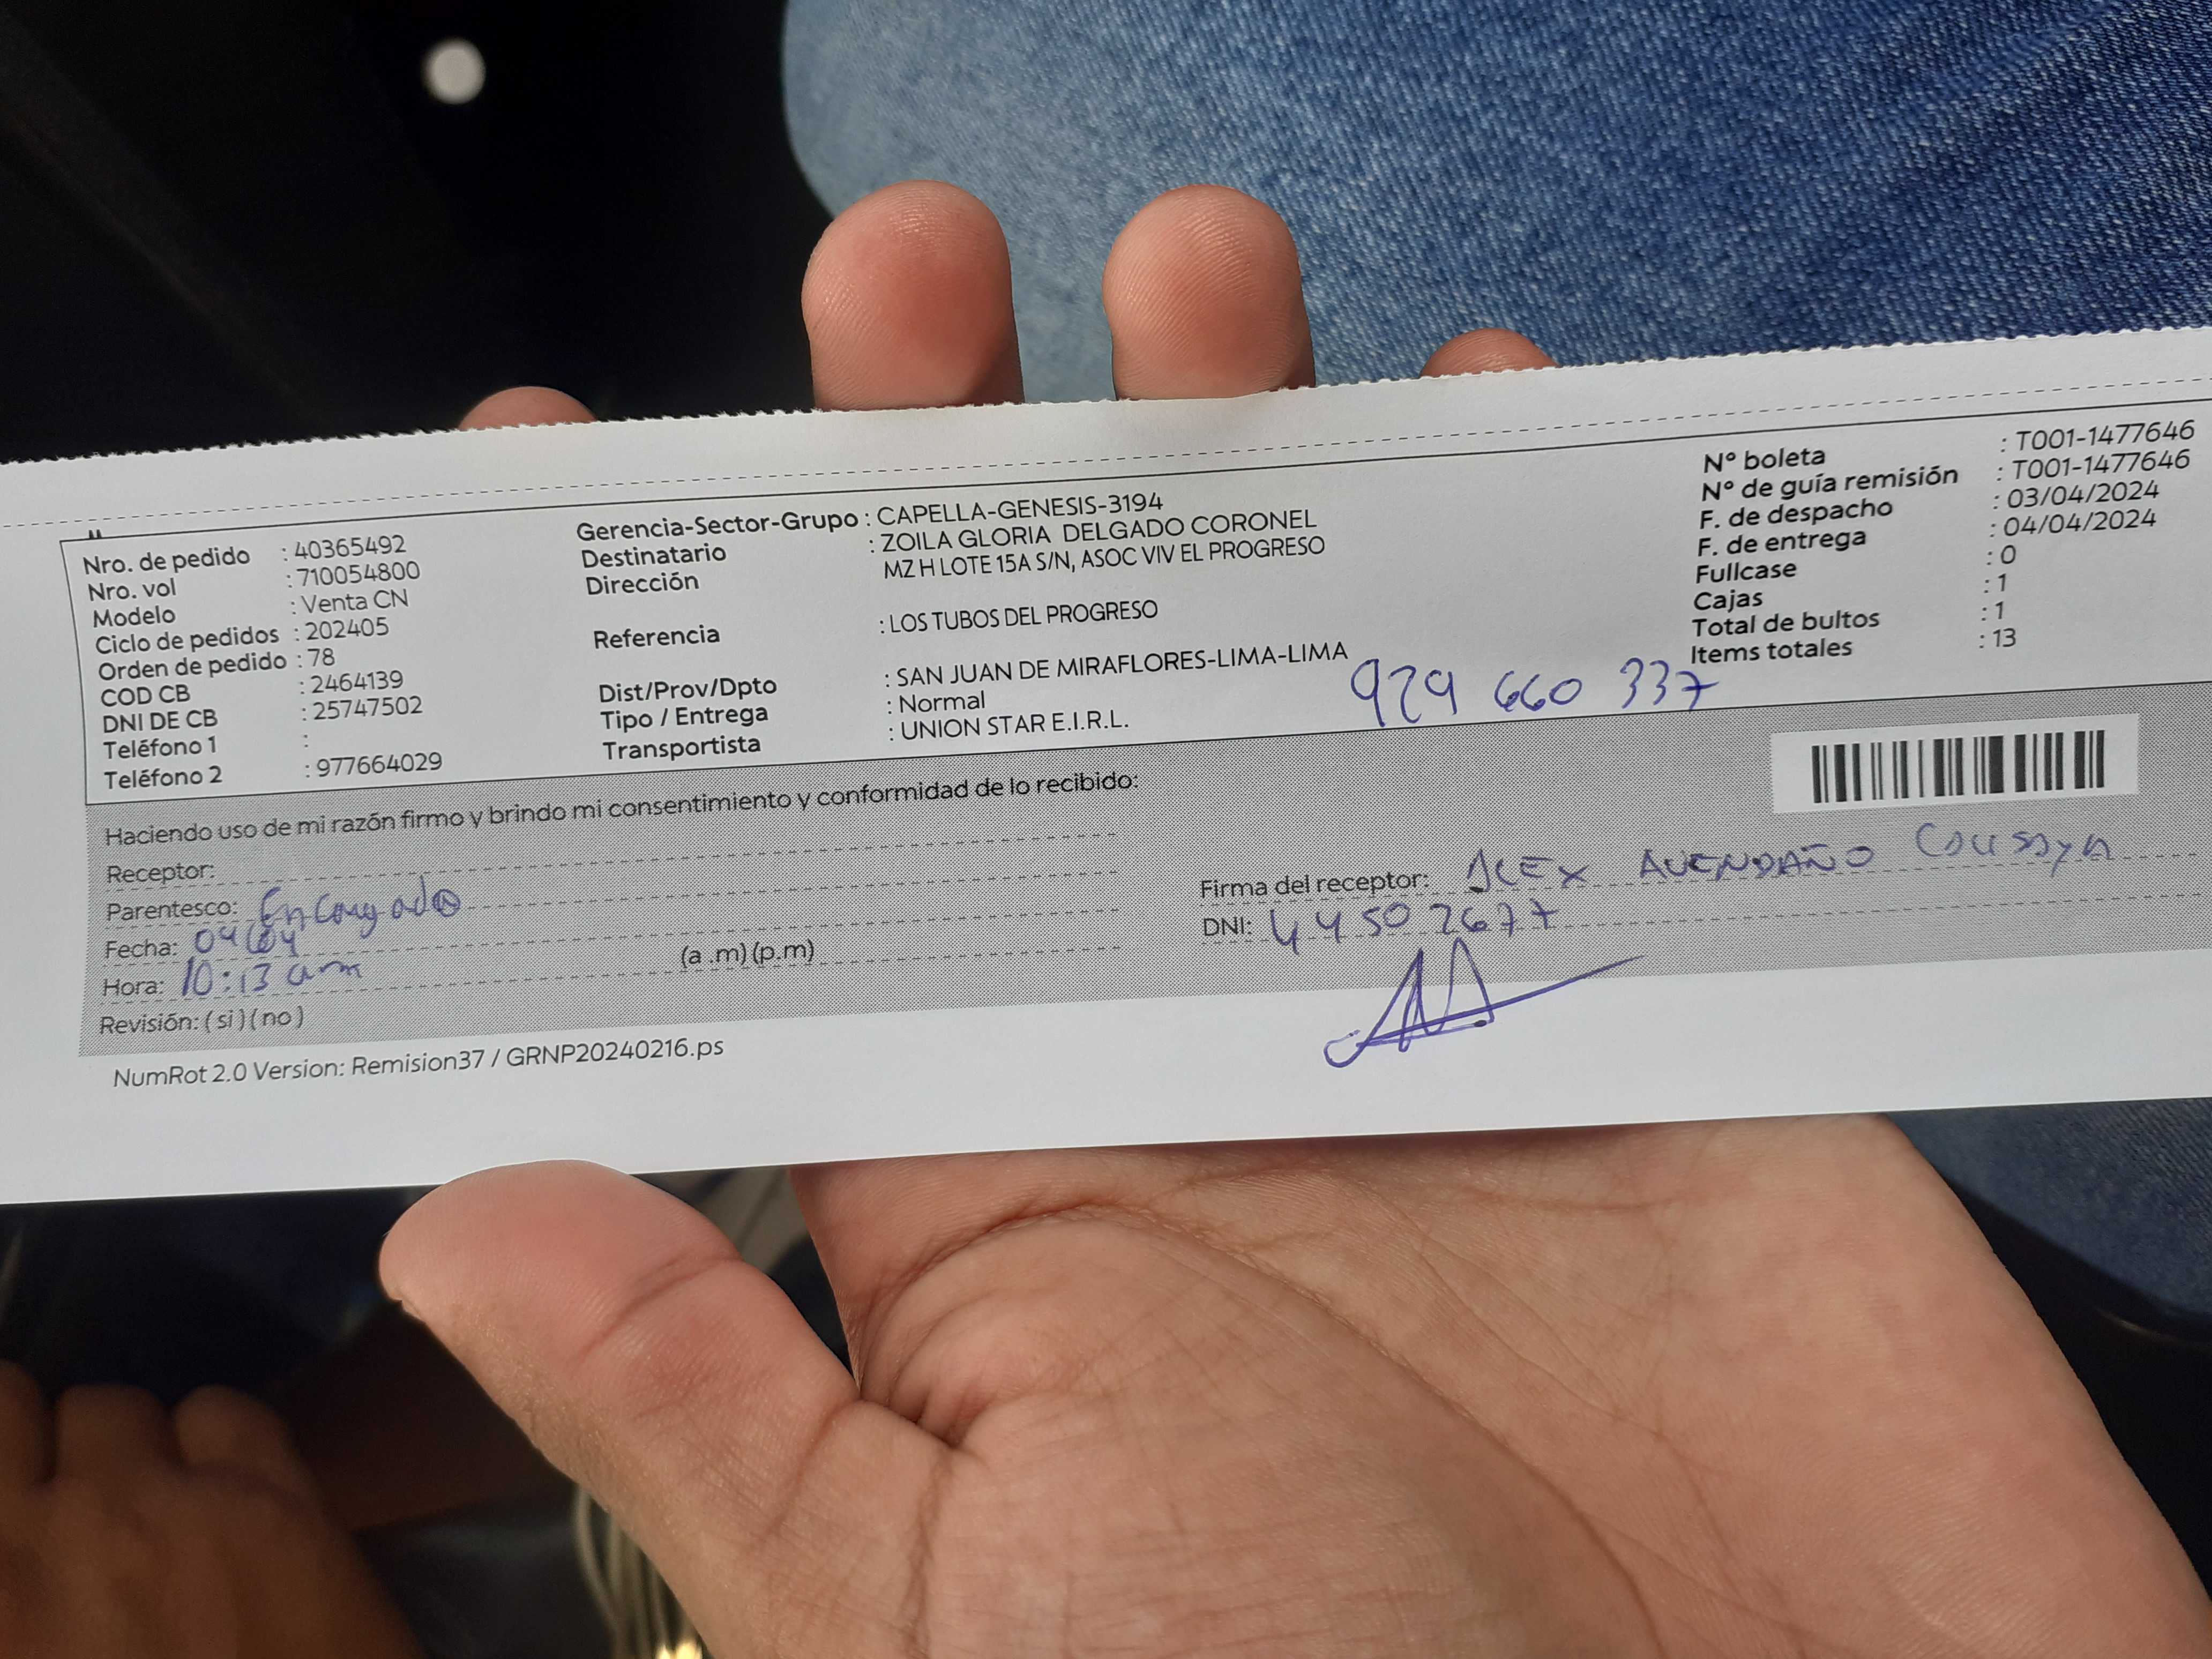 Nro. de pedido : 40365492
Nro. vol : 710054800
Modelo : Venta CN
Ciclo de pedidos : 202405
Orden de pedido : 78
COD CB : 2464139
DNI DE CB : 25747502
Teléfono 1 :
Teléfono 2 : 977664029
Gerencia-Sector-Grupo : CAPELLA-GENESIS-3194
Destinatario : ZOILA GLORIA DELGADO CORONEL
Dirección MZ H LOTE 15A S/N, ASOC VIV EL PROGRESO
Referencia : LOS TUBOS DEL PROGRESO
Dist/Prov/Dpto : SAN JUAN DE MIRAFLORES-LIMA-LIMA
Tipo / Entrega : Normal
Transportista : UNION STAR E.I.R.L.
929 660 337
N° boleta : T001-1477646
N° de guía remisión : T001-1477646
F. de despacho : 03/04/2024
F. de entrega : 04/04/2024
Fullcase : 0
Cajas : 1
Total de bultos : 1
Items totales : 13
Haciendo uso de mi razón firmo y brindo mi consentimiento y conformidad de lo recibido:
Receptor:
Parentesco: Encargado
Fecha: 04/04
Hora: 10:13 am (a .m) (p.m)
Revisión: ( si ) ( no )
Firma del receptor: ALEX AVENDAÑO
DNI: 44502677
NumRot 2.0 Version: Remision37 / GRNP20240216.ps